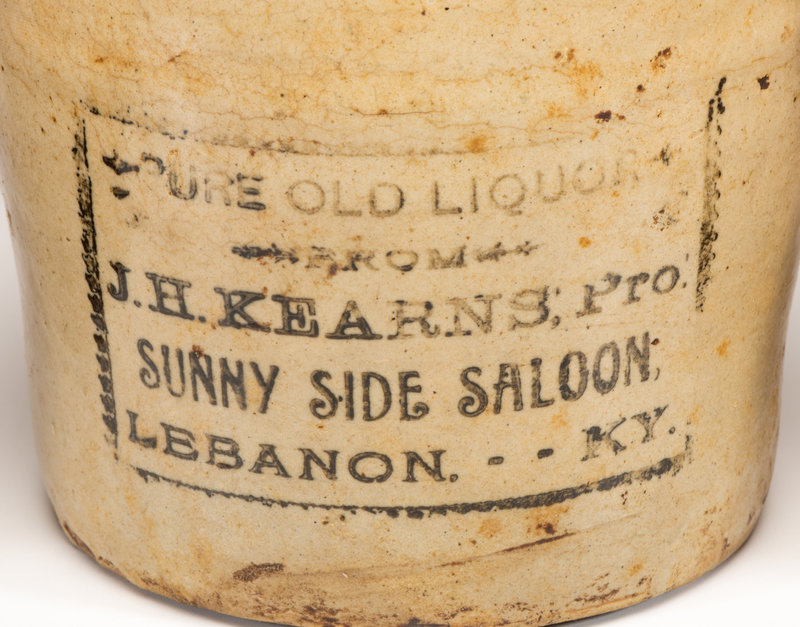 PURE OLD LIQUOR
FROM
J. H. KEARNS, Pro.
SUNNY SIDE SALOON,
LEBANON. - - KY.